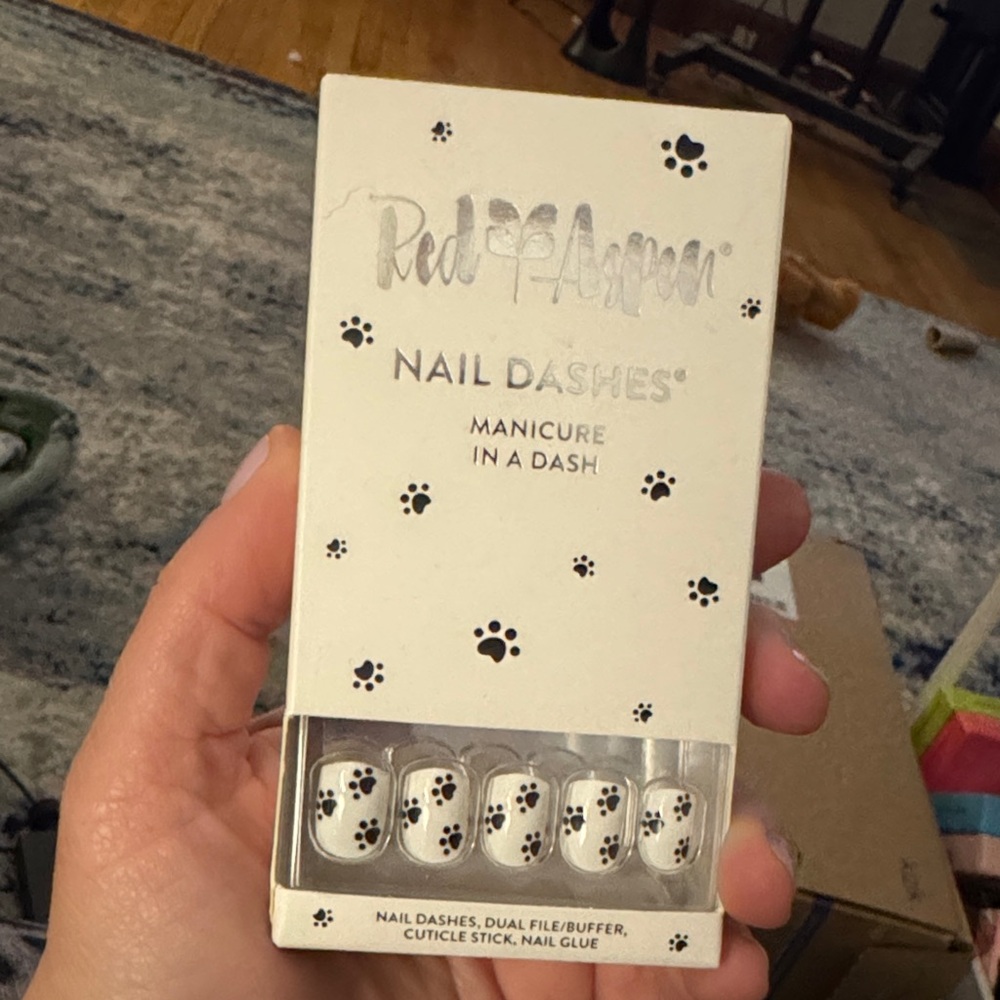 Red Aspen®
NAIL DASHES®
MANICURE
IN A DASH
NAIL DASHES, DUAL FILE/BUFFER,
CUTICLE STICK, NAIL GLUE